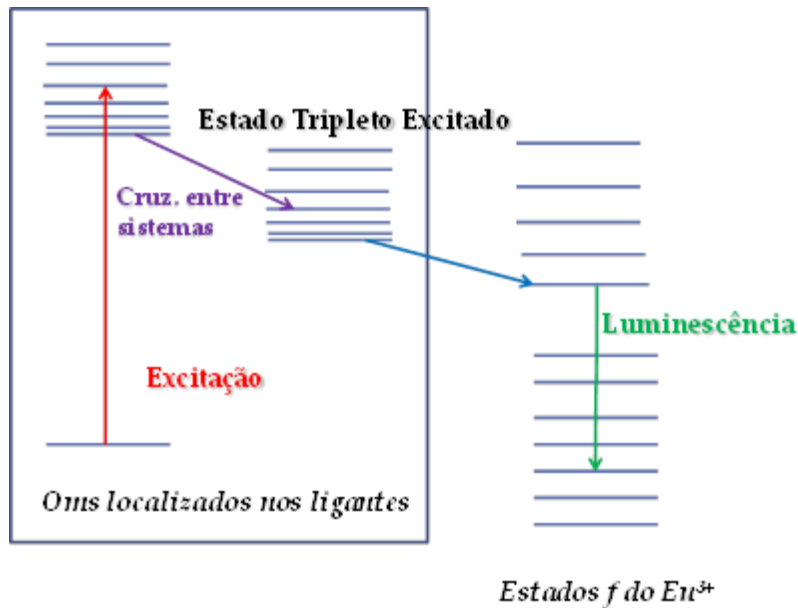 Estado Tripleto Excitado
Cruz. entre
sistemas
Luminescência
Excitação
Oms localizados nos ligantes
Estados f do Eu³⁺